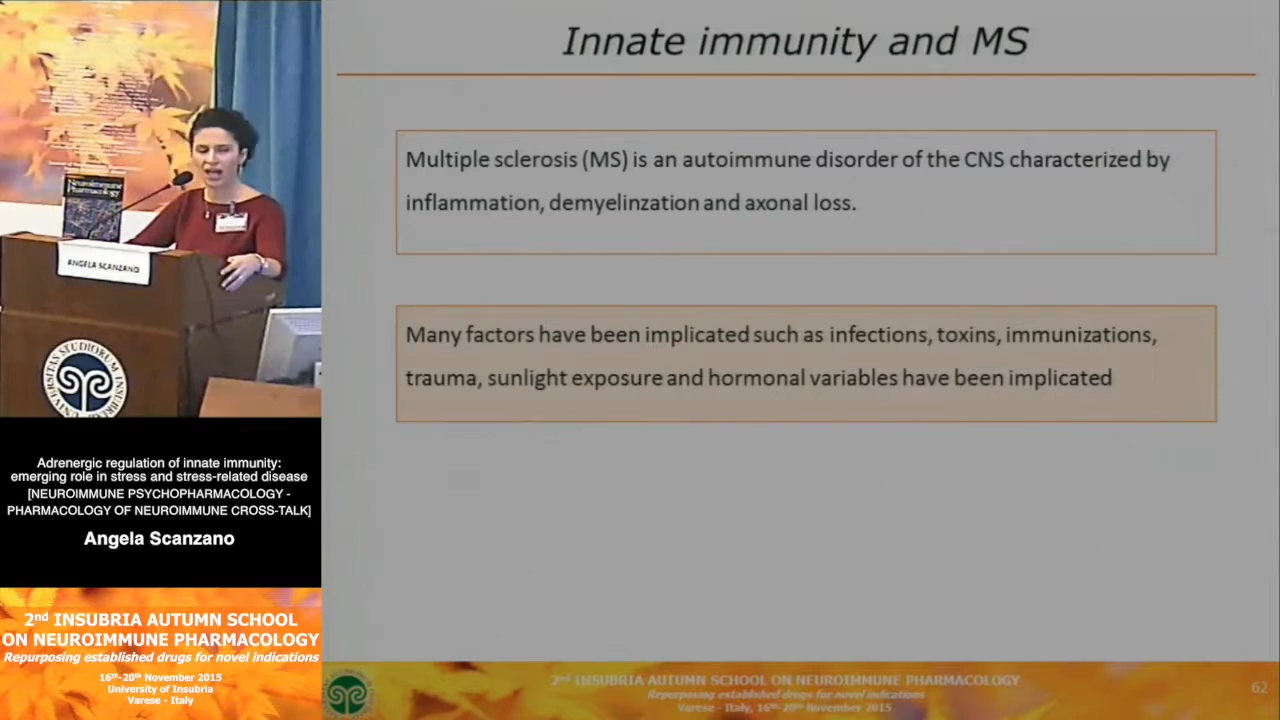 Innate immunity and MS
Multiple sclerosis (MS) is an autoimmune disorder of the CNS characterized by
inflammation, demyelinzation and axonal loss.
Many factors have been implicated such as infections, toxins, immunizations,
trauma, sunlight exposure and hormonal variables have been implicated
Neuroimmune
Pharmacology
ANGELA SCANZANO
Adrenergic regulation of innate immunity:
emerging role in stress and stress-related disease
[NEUROIMMUNE PSYCHOPHARMACOLOGY -
PHARMACOLOGY OF NEUROIMMUNE CROSS-TALK]
Angela Scanzano
2nd INSUBRIA AUTUMN SCHOOL
ON NEUROIMMUNE PHARMACOLOGY
Repurposing established drugs for novel indications
16th-20th November 2015
University of Insubria
Varese - Italy
2nd INSUBRIA AUTUMN SCHOOL ON NEUROIMMUNE PHARMACOLOGY
Repurposing established drugs for novel indications
Varese - Italy, 16th-20th November 2015
62